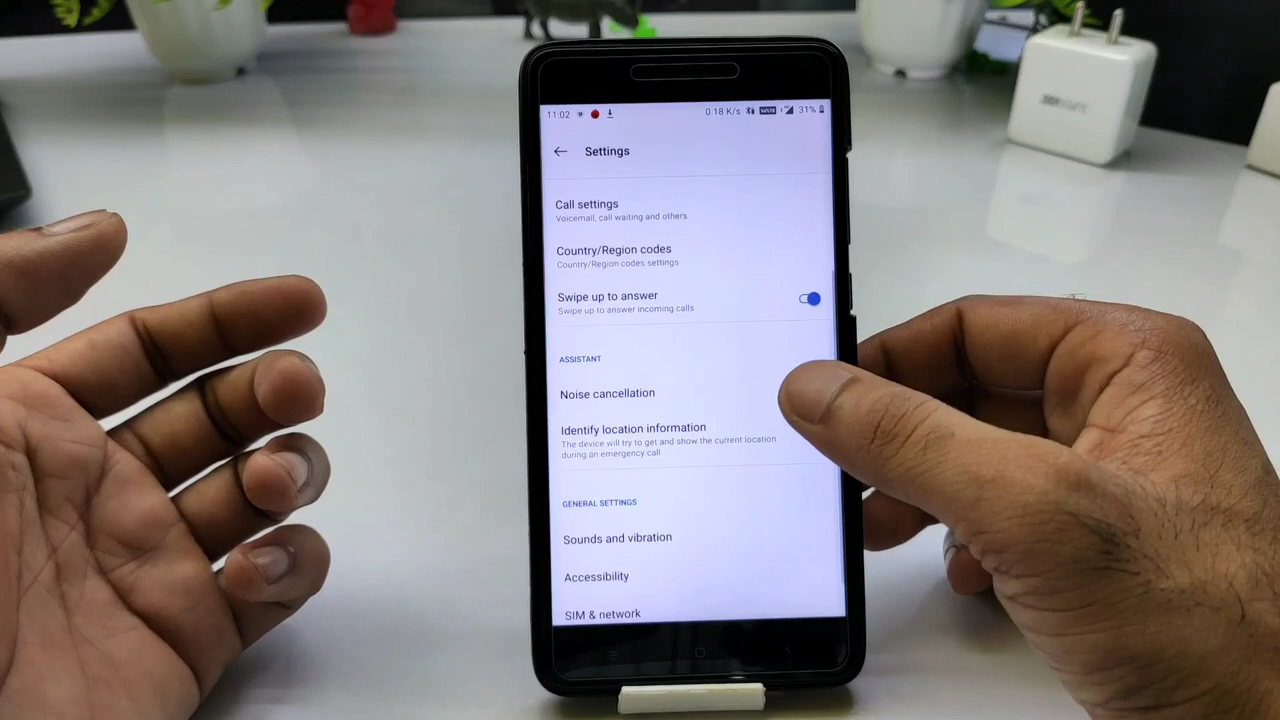 11:02 0:18 K/s 31%
Settings
Call settings
Voicemail, call waiting and others
Country/Region codes
Country/Region codes settings
Swipe up to answer
Swipe up to answer incoming calls
ASSISTANT
Noise cancellation
Identify location information
The device will try to get and show the current location
during an emergency call
GENERAL SETTINGS
Sounds and vibration
Accessibility
SIM & network